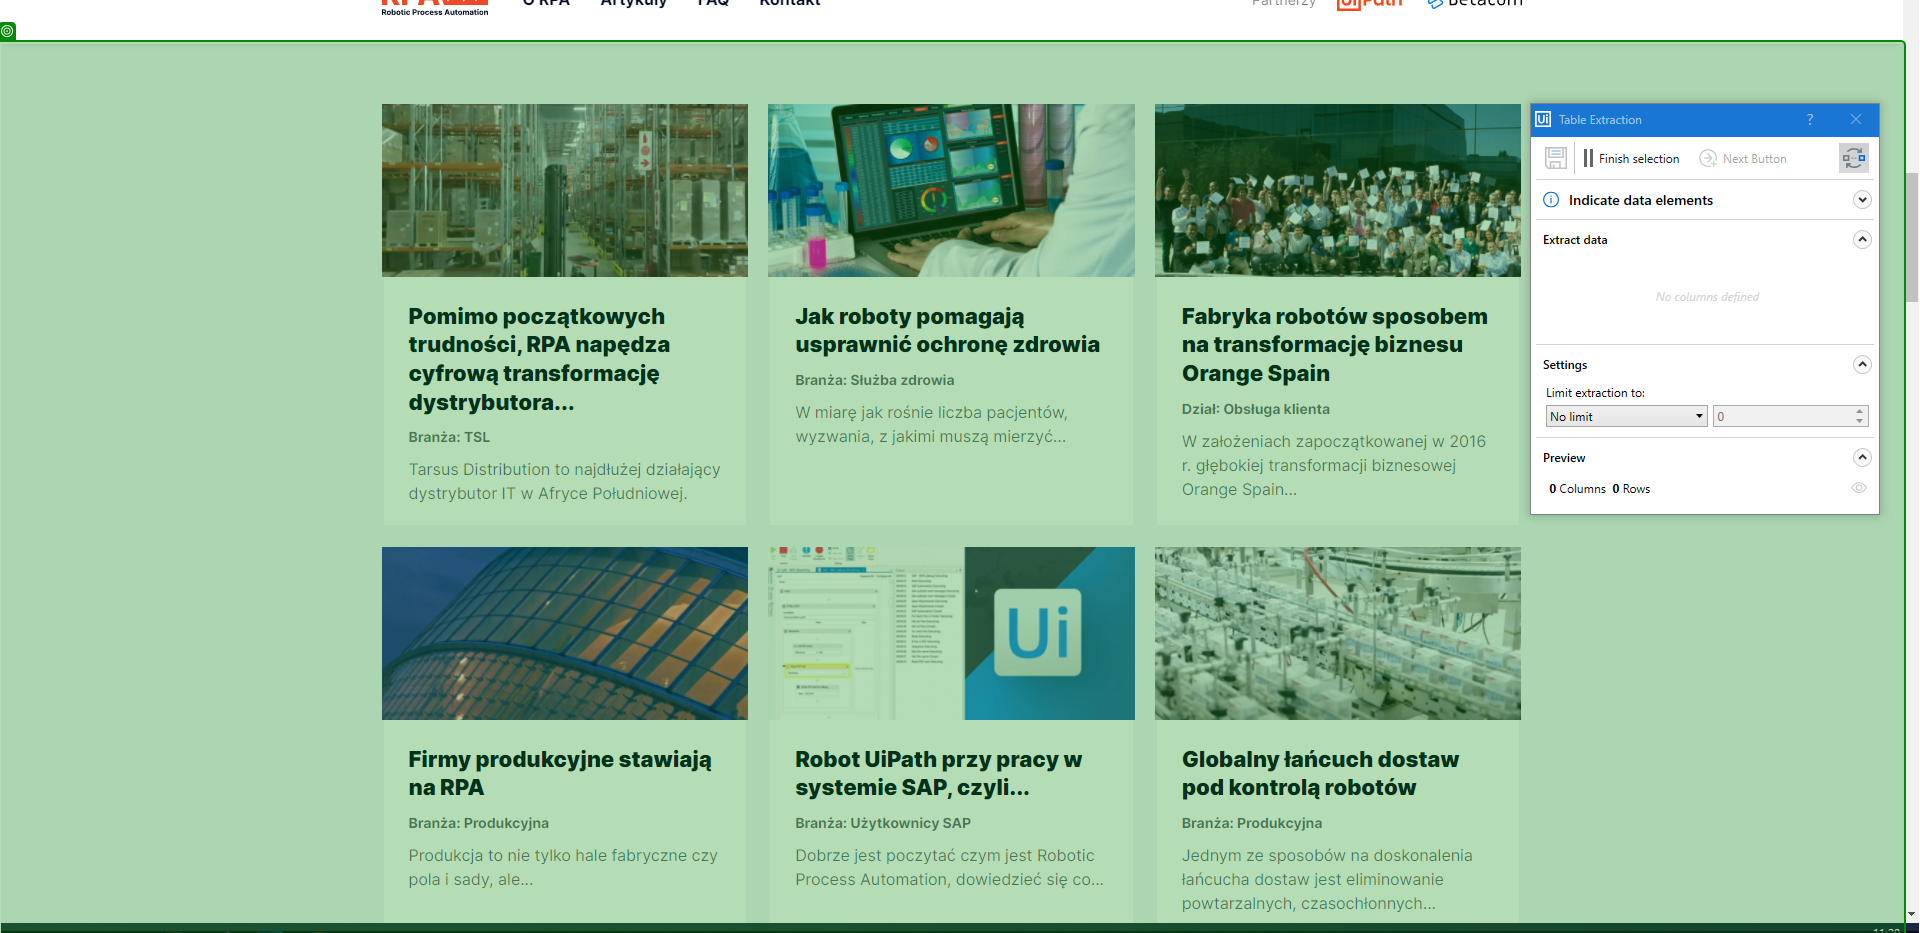 RPA
Robotic Process Automation
O RPA
Artykuły
FAQ
Kontakt
Partnerzy
UiPath
Betacom
Pomimo początkowych
trudności, RPA napędza
cyfrową transformację
dystrybutora...
Branża: TSL
Tarsus Distribution to najdłużej działający
dystrybutor IT w Afryce Południowej.
Jak roboty pomagają
usprawnić ochronę zdrowia
Branża: Służba zdrowia
W miarę jak rośnie liczba pacjentów,
wyzwania, z jakimi muszą mierzyć...
Fabryka robotów sposobem
na transformację biznesu
Orange Spain
Dział: Obsługa klienta
W założeniach zapoczątkowanej w 2016
r. głębokiej transformacji biznesowej
Orange Spain...
Ui Table Extraction
?
Finish selection
Next Button
Indicate data elements
Extract data
No columns defined
Settings
Limit extraction to:
No limit
0
Preview
0 Columns 0 Rows
Ui
Firmy produkcyjne stawiają
na RPA
Branża: Produkcyjna
Produkcja to nie tylko hale fabryczne czy
pola i sady, ale...
Robot UiPath przy pracy w
systemie SAP, czyli...
Branża: Użytkownicy SAP
Dobrze jest poczytać czym jest Robotic
Process Automation, dowiedzieć się co...
Globalny łańcuch dostaw
pod kontrolą robotów
Branża: Produkcyjna
Jednym ze sposobów na doskonalenia
łańcucha dostaw jest eliminowanie
powtarzalnych, czasochłonnych...